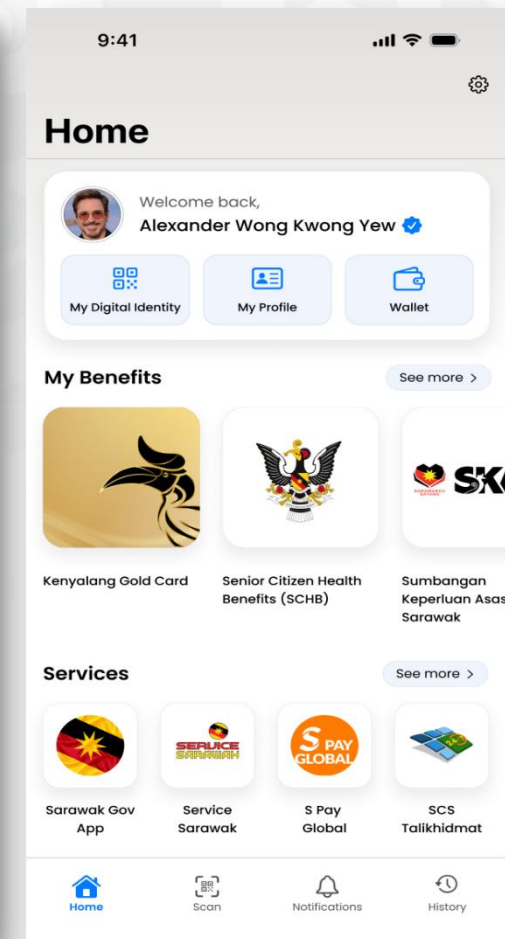 9:41
Home
Welcome back,
Alexander Wong Kwong Yew
My Digital Identity
My Profile
Wallet
My Benefits
See more >
SARAWAKKU
SAYANG
Kenyalang Gold Card
Senior Citizen Health
Benefits (SCHB)
Sumbangan
Keperluan Asas
Sarawak
Services
See more >
SERVICE
SARAWAK
S PAY
GLOBAL
Sarawak Gov
App
Service
Sarawak
S Pay
Global
SCS
Talikhidmat
Home
Scan
Notifications
History